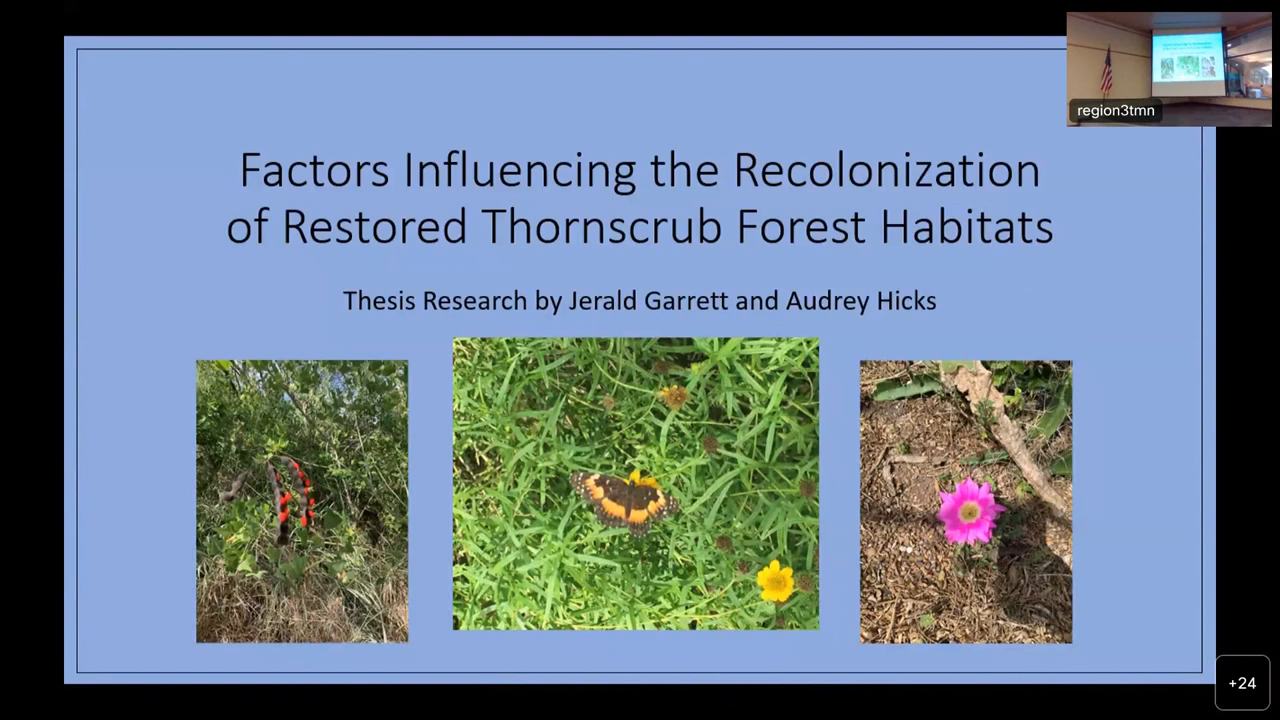 region3tmn
Factors Influencing the Recolonization
of Restored Thornscrub Forest Habitats
Thesis Research by Jerald Garrett and Audrey Hicks
+24